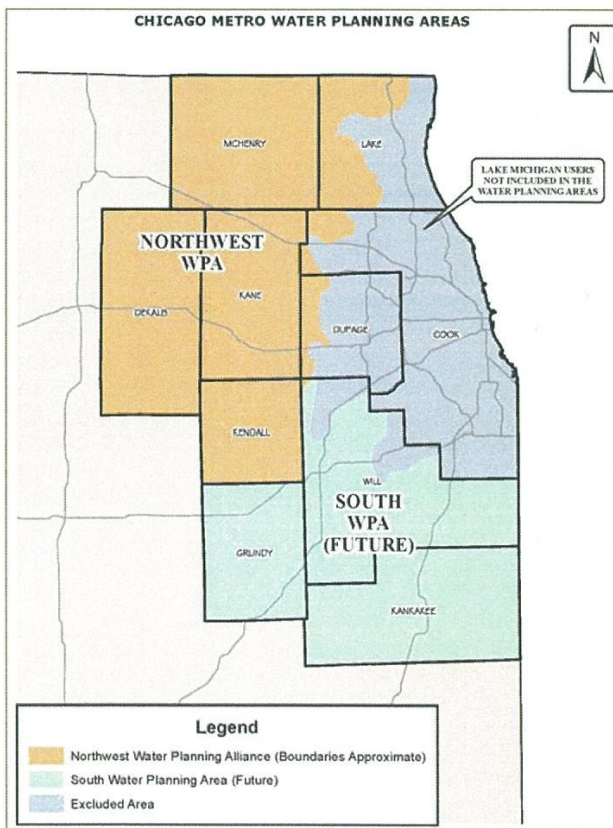 CHICAGO METRO WATER PLANNING AREAS
N
MCHENRY
LAKE
LAKE MICHIGAN USERS
NOT INCLUDED IN THE
WATER PLANNING AREAS
NORTHWEST
WPA
KANE
DEKALB
DUPAGE
COOK
KENDALL
WILL
SOUTH
WPA
(FUTURE)
GRUNDY
KANKAKEE
Legend
Northwest Water Planning Alliance (Boundaries Approximate)
South Water Planning Area (Future)
Excluded Area